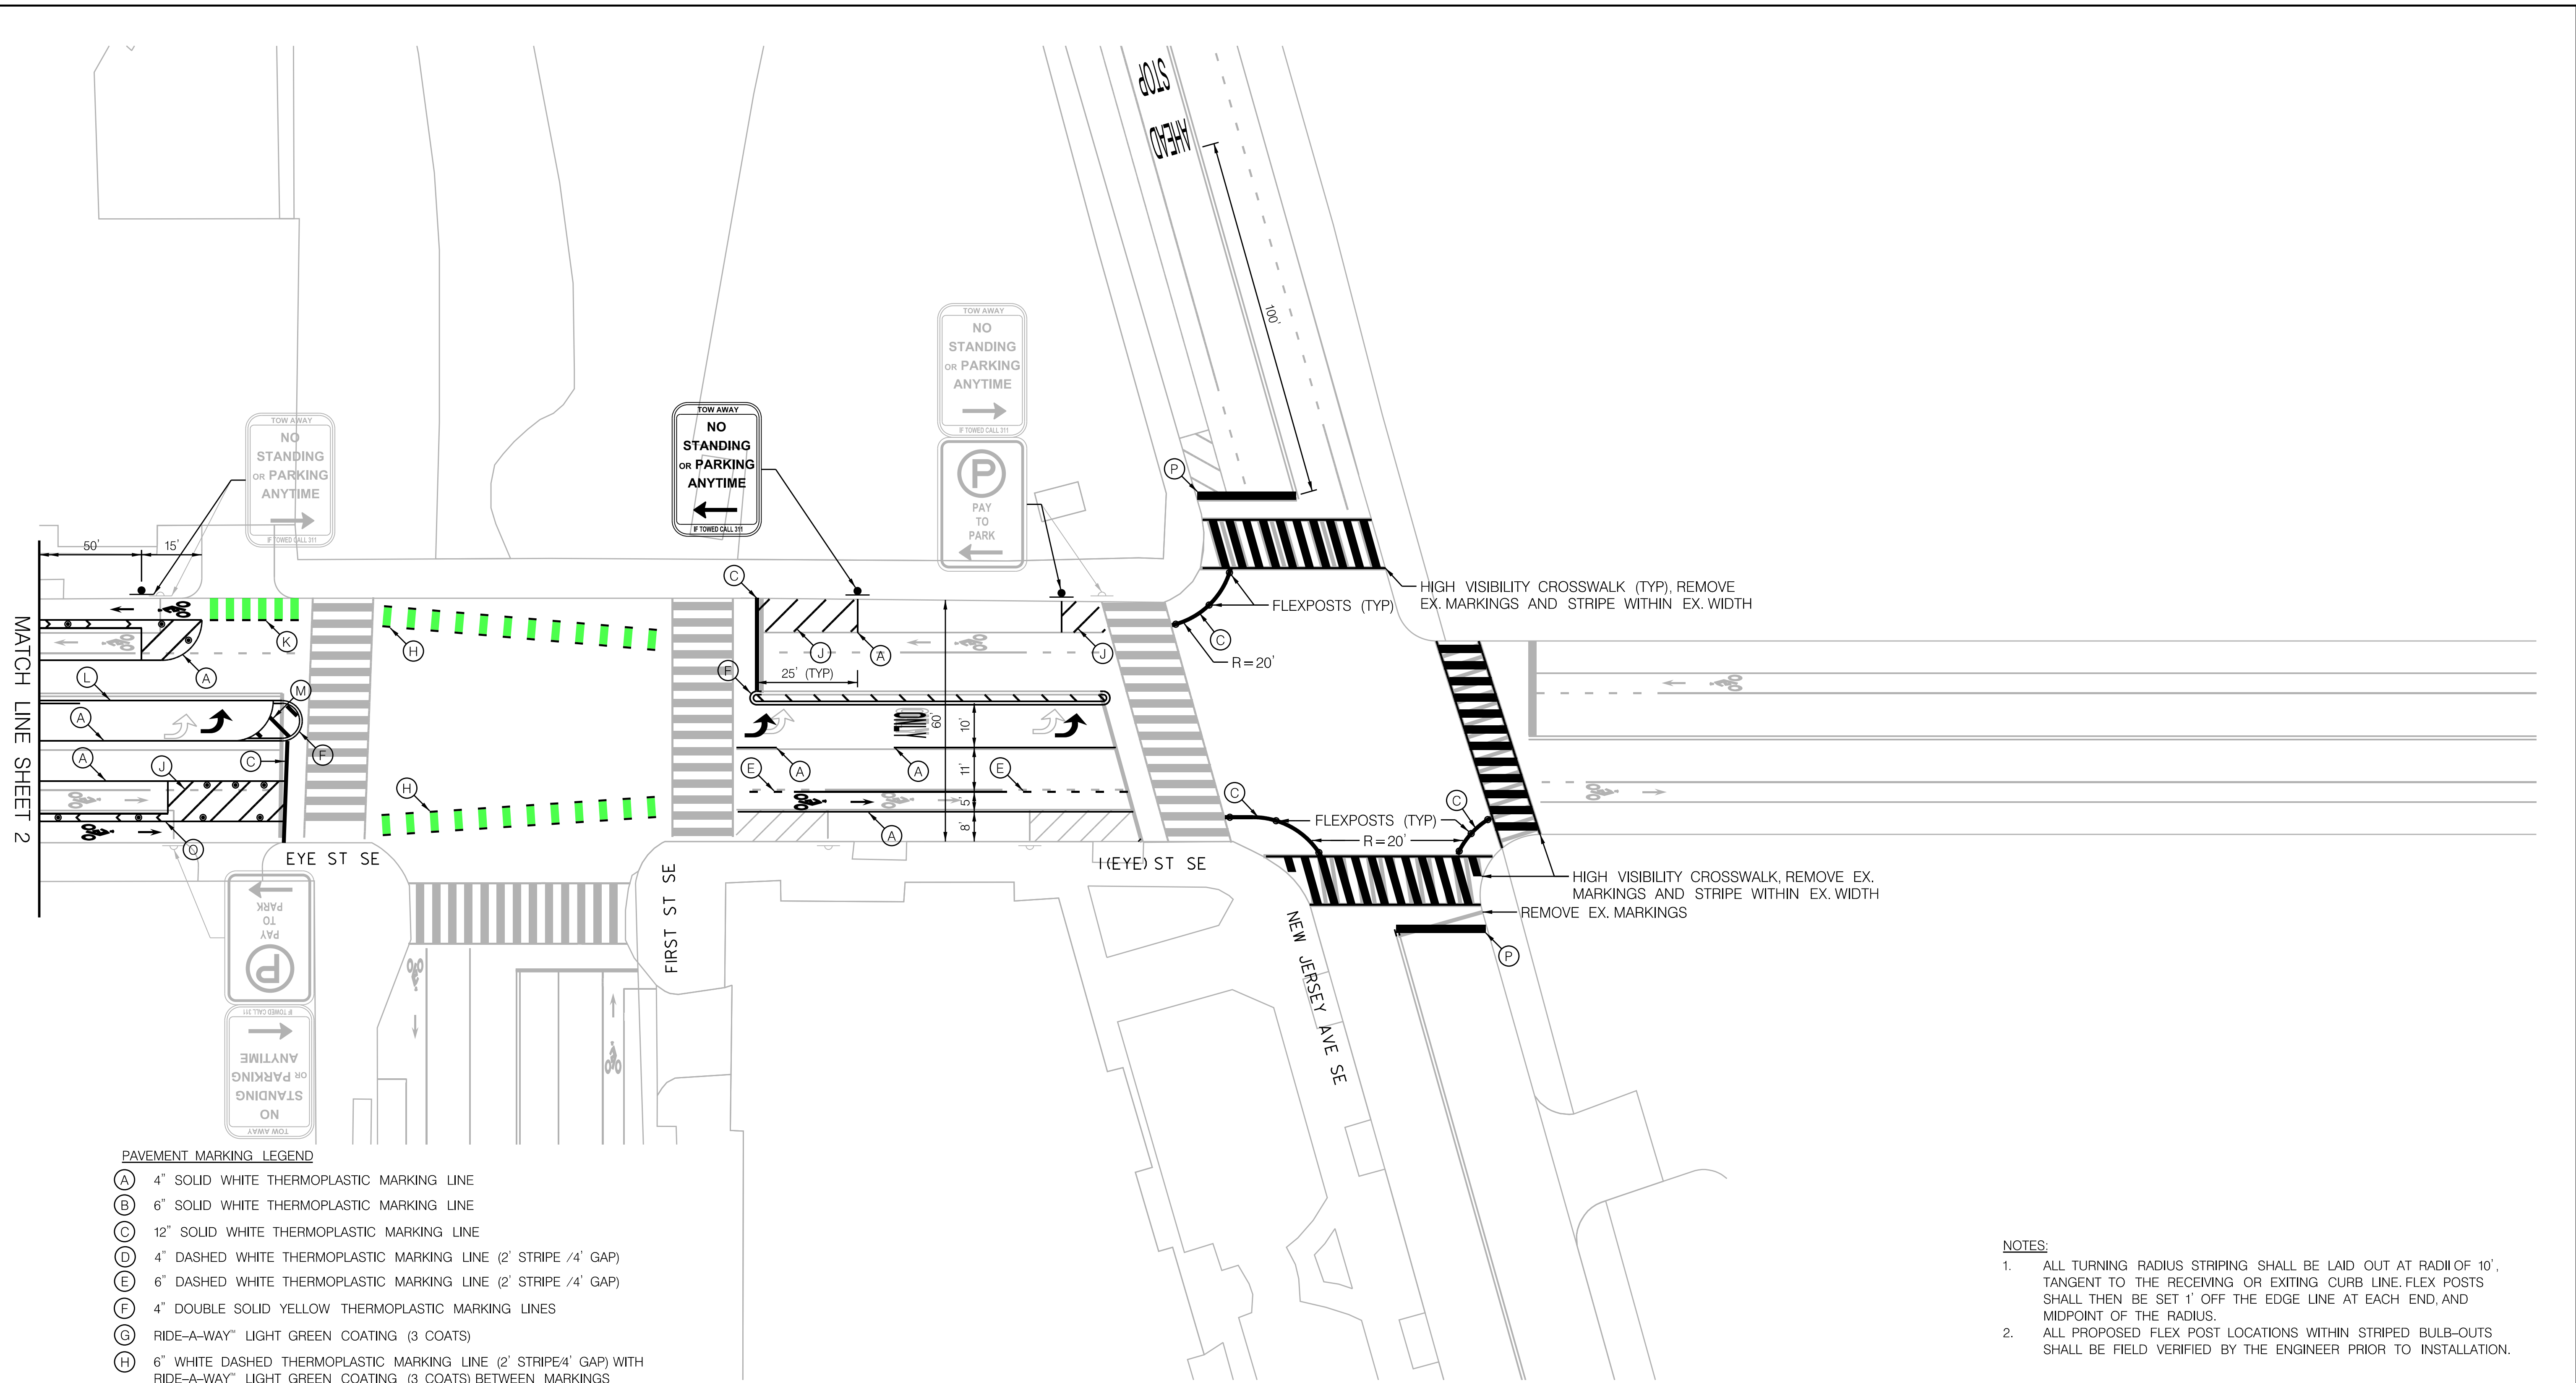 STOP
AHEAD
100'
TOW AWAY
NO
STANDING
OR PARKING
ANYTIME
IF TOWED CALL 311
P
PAY
TO
PARK
TOW AWAY
NO
STANDING
OR PARKING
ANYTIME
IF TOWED CALL 311
TOW AWAY
NO
STANDING
OR PARKING
ANYTIME
IF TOWED CALL 311
50'
15'
MATCH LINE SHEET 2
K
A
L
A
M
F
A
J
C
Q
H
H
EYE ST SE
FIRST ST SE
C
J
A
J
F
25' (TYP)
ONLY
60'
10'
11'
5'
8'
A
A
E
E
A
I (EYE) ST SE
P
FLEXPOSTS (TYP)
C
R=20'
HIGH VISIBILITY CROSSWALK (TYP), REMOVE
EX. MARKINGS AND STRIPE WITHIN EX. WIDTH
C
C
FLEXPOSTS (TYP)
R=20'
HIGH VISIBILITY CROSSWALK, REMOVE EX.
MARKINGS AND STRIPE WITHIN EX. WIDTH
REMOVE EX. MARKINGS
P
NEW JERSEY AVE SE
TOW AWAY
NO
STANDING
OR PARKING
ANYTIME
IF TOWED CALL 311
P
PAY
TO
PARK
PAVEMENT MARKING LEGEND
A 4" SOLID WHITE THERMOPLASTIC MARKING LINE
B 6" SOLID WHITE THERMOPLASTIC MARKING LINE
C 12" SOLID WHITE THERMOPLASTIC MARKING LINE
D 4" DASHED WHITE THERMOPLASTIC MARKING LINE (2' STRIPE /4' GAP)
E 6" DASHED WHITE THERMOPLASTIC MARKING LINE (2' STRIPE /4' GAP)
F 4" DOUBLE SOLID YELLOW THERMOPLASTIC MARKING LINES
G RIDE-A-WAY™ LIGHT GREEN COATING (3 COATS)
H 6" WHITE DASHED THERMOPLASTIC MARKING LINE (2' STRIPE/4' GAP) WITH
RIDE-A-WAY™ LIGHT GREEN COATING (3 COATS) BETWEEN MARKINGS
NOTES:
1. ALL TURNING RADIUS STRIPING SHALL BE LAID OUT AT RADII OF 10',
TANGENT TO THE RECEIVING OR EXITING CURB LINE. FLEX POSTS
SHALL THEN BE SET 1' OFF THE EDGE LINE AT EACH END, AND
MIDPOINT OF THE RADIUS.
2. ALL PROPOSED FLEX POST LOCATIONS WITHIN STRIPED BULB-OUTS
SHALL BE FIELD VERIFIED BY THE ENGINEER PRIOR TO INSTALLATION.